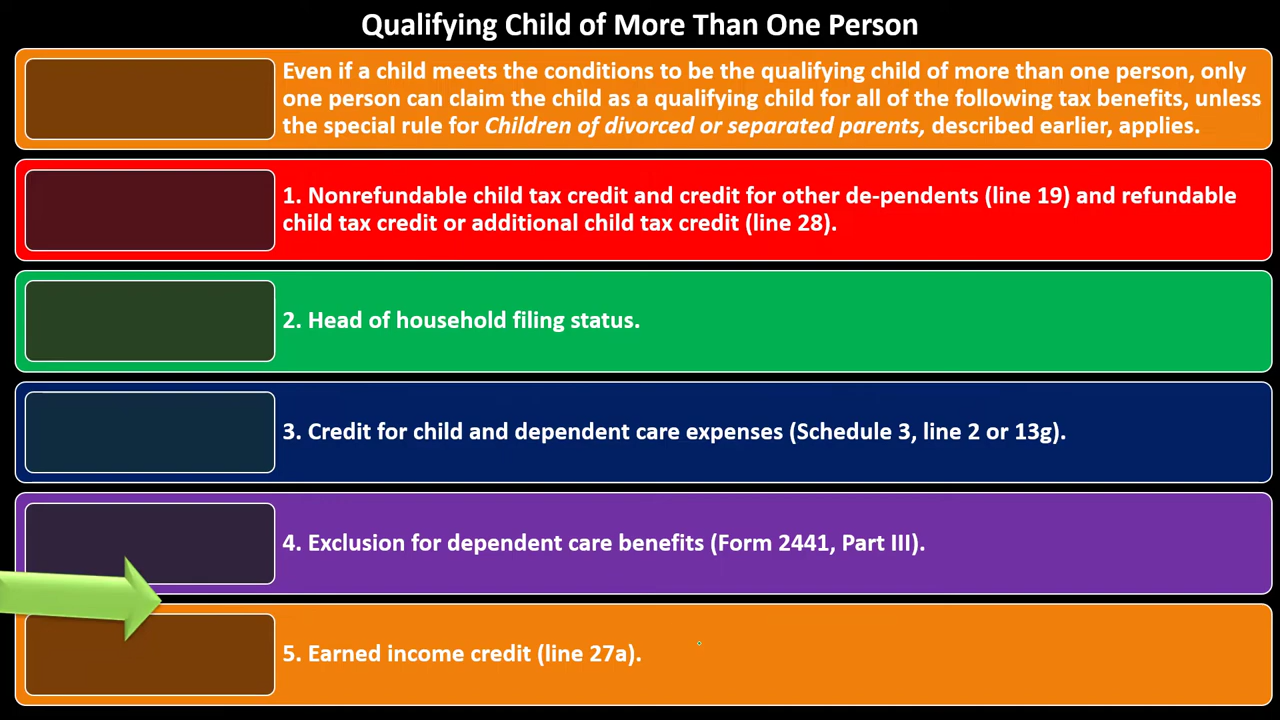 Qualifying Child of More Than One Person
Even if a child meets the conditions to be the qualifying child of more than one person, only
one person can claim the child as a qualifying child for all of the following tax benefits, unless
the special rule for Children of divorced or separated parents, described earlier, applies.
1. Nonrefundable child tax credit and credit for other de-pendents (line 19) and refundable
child tax credit or additional child tax credit (line 28).
2. Head of household filing status.
3. Credit for child and dependent care expenses (Schedule 3, line 2 or 13g).
4. Exclusion for dependent care benefits (Form 2441, Part III).
5. Earned income credit (line 27a).